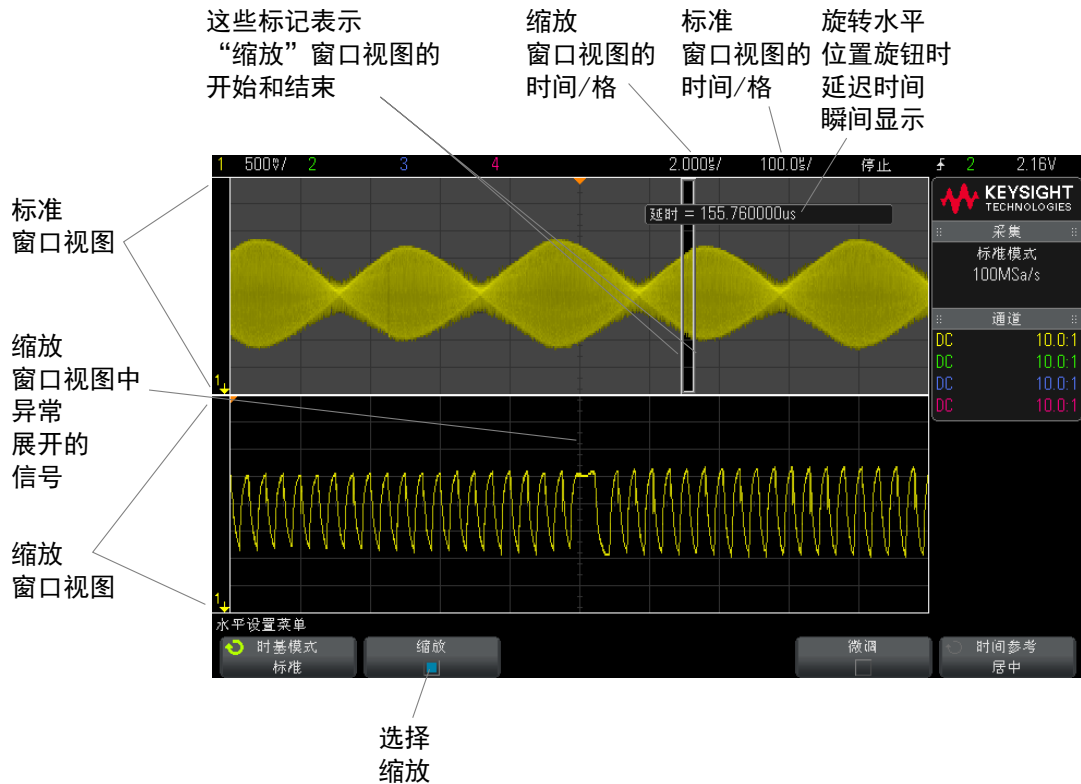 这些标记表示
“缩放”窗口视图的
开始和结束
缩放
窗口视图的
时间/格
标准
窗口视图的
时间/格
旋转水平
位置旋钮时
延迟时间
瞬间显示
1 500㎷/ 2 3 4 2.000㎲/ 100.0㎲/ 停止 2 2.16V
标准
窗口视图
延时 = 155.760000us
KEYSIGHT
TECHNOLOGIES
采集
标准模式
100MSa/s
通道
DC 10.0:1
DC 10.0:1
DC 10.0:1
DC 10.0:1
1
缩放
窗口视图中
异常
展开的
信号
缩放
窗口视图
1
水平设置菜单
时基模式
标准
缩放
微调
时间参考
居中
选择
缩放